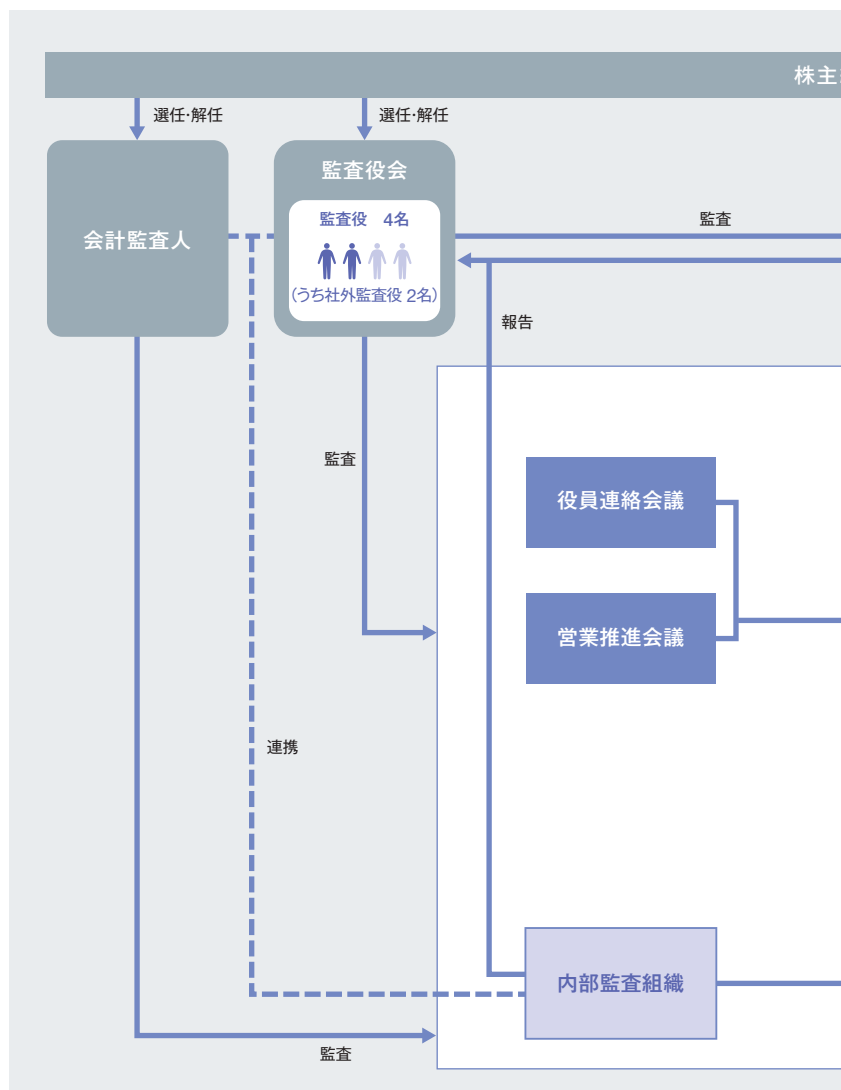 株主
選任･解任
選任･解任
監査役会
監査役　4名
(うち社外監査役 2名)
会計監査人
監査
報告
監査
役員連絡会議
営業推進会議
連携
内部監査組織
監査